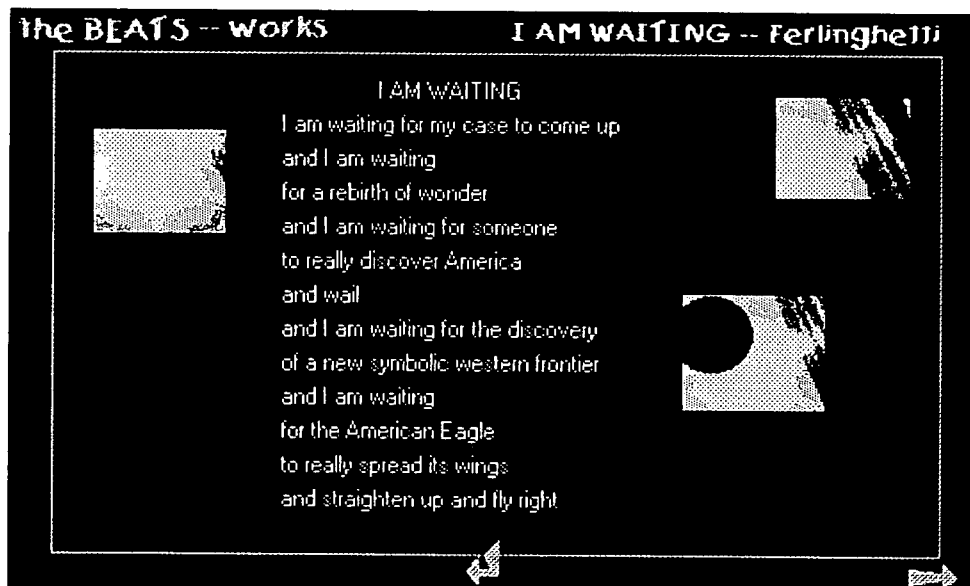 the BEATS -- Works
I AM WAITING -- Ferlinghetti
I AM WAITING
I am waiting for my case to come up
and I am waiting
for a rebirth of wonder
and I am waiting for someone
to really discover America
and wail
and I am waiting for the discovery
of a new symbolic western frontier
and I am waiting
for the American Eagle
to really spread its wings
and straighten up and fly right